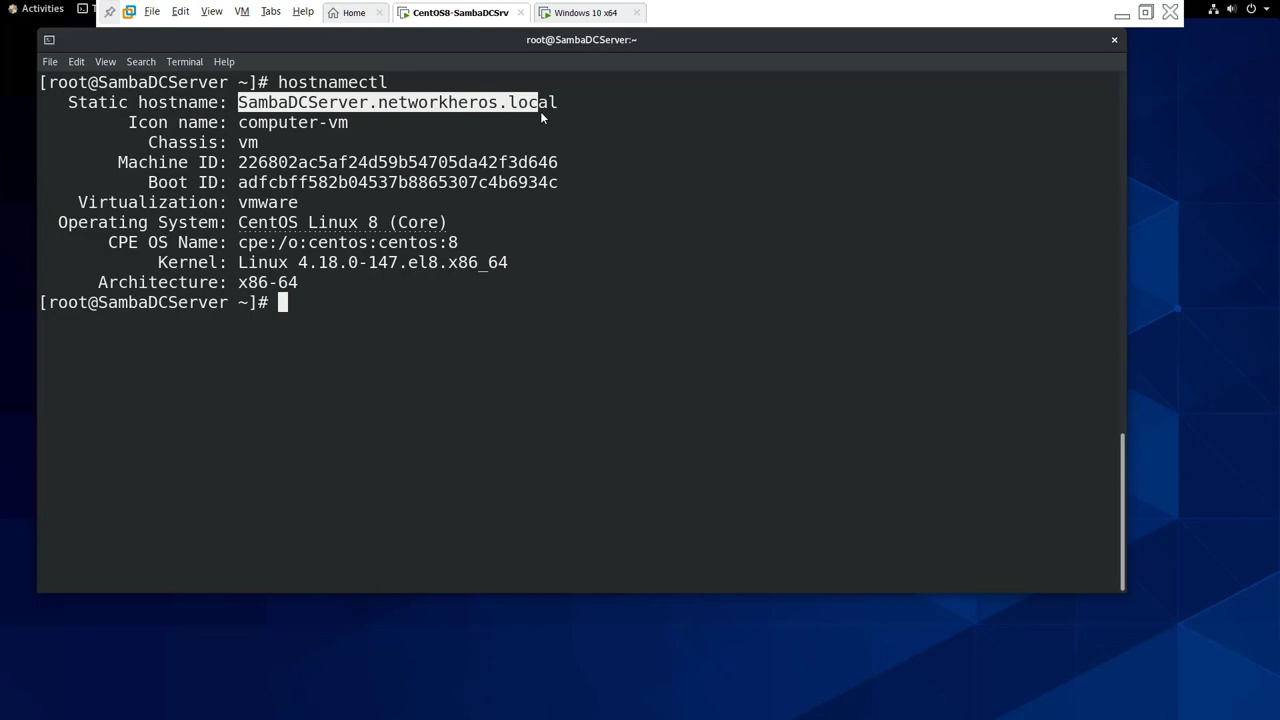 Activities
File Edit View VM Tabs Help Home CentOS8-SambaDCSrv Windows 10 x64
root@SambaDCServer:~
File Edit View Search Terminal Help
[root@SambaDCServer ~]# hostnamectl
Static hostname: SambaDCServer.networkheros.local
Icon name: computer-vm
Chassis: vm
Machine ID: 226802ac5af24d59b54705da42f3d646
Boot ID: adfcbff582b04537b8865307c4b6934c
Virtualization: vmware
Operating System: CentOS Linux 8 (Core)
CPE OS Name: cpe:/o:centos:centos:8
Kernel: Linux 4.18.0-147.el8.x86_64
Architecture: x86-64
[root@SambaDCServer ~]#